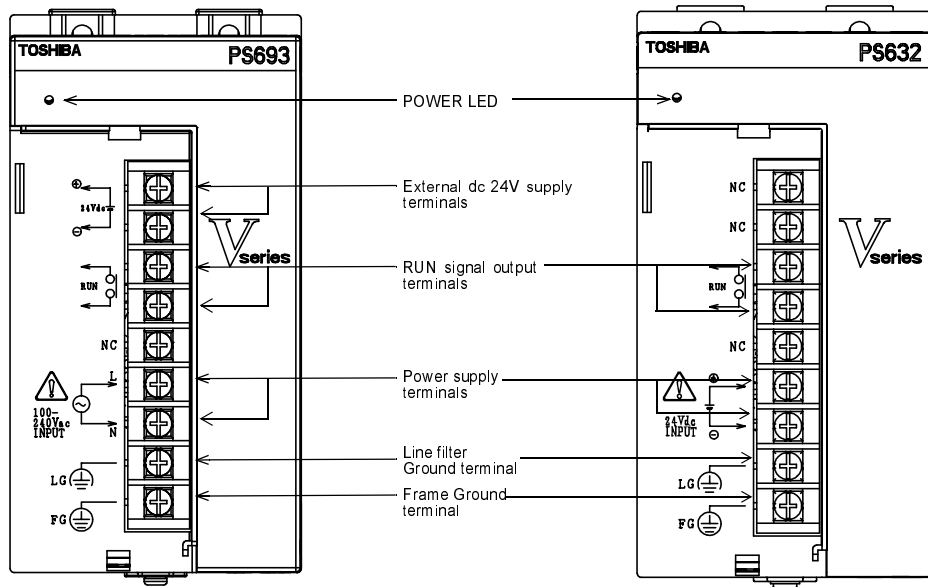 TOSHIBA
PS693
24Vdc
RUN
NC
L
100-
240Vac
INPUT
N
LG
FG
V
series
POWER LED
External dc 24V supply
terminals
RUN signal output
terminals
Power supply
terminals
Line filter
Ground terminal
Frame Ground
terminal
TOSHIBA
PS632
NC
NC
RUN
NC
24Vdc
INPUT
LG
FG
V
series